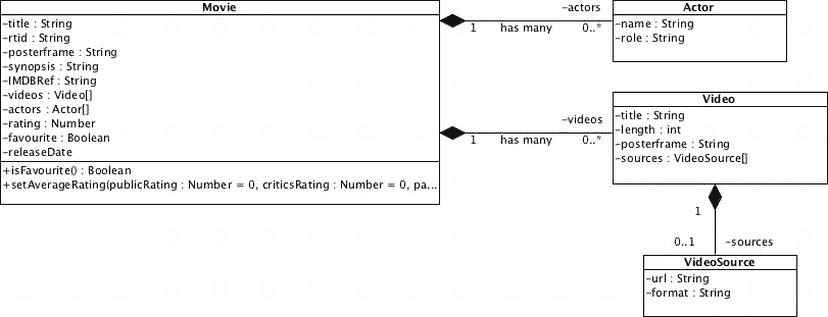 Movie
-title : String
-rtid : String
-posterframe : String
-synopsis : String
-IMDBRef : String
-videos : Video[]
-actors : Actor[]
-rating : Number
-favourite : Boolean
-releaseDate
+isFavourite() : Boolean
+setAverageRating(publicRating : Number = 0, criticsRating : Number = 0, pa...
-actors
1 has many 0..*
Actor
-name : String
-role : String
-videos
1 has many 0..*
Video
-title : String
-length : int
-posterframe : String
-sources : VideoSource[]
1
0..1 -sources
VideoSource
-url : String
-format : String